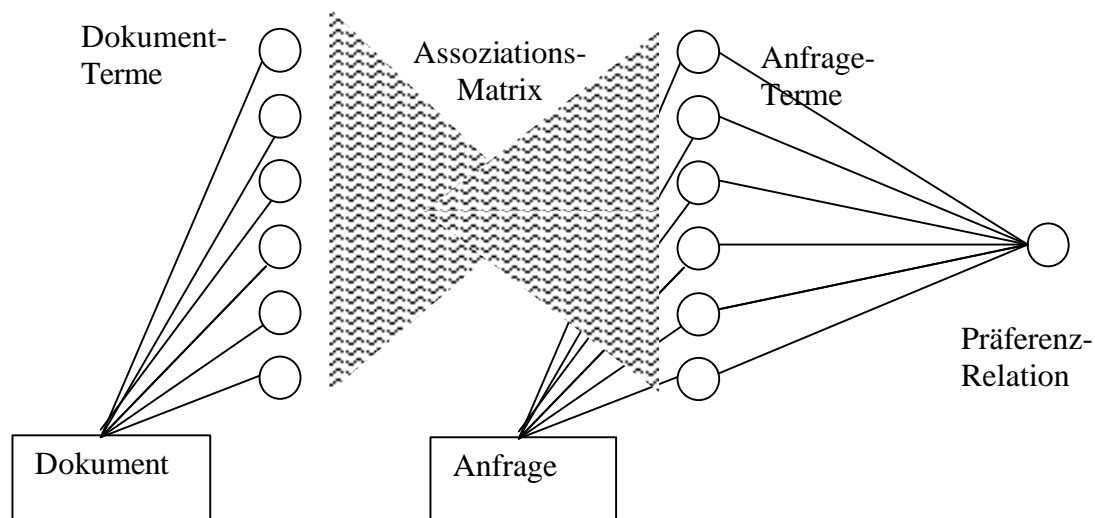 Dokument-
Terme
Assoziations-
Matrix
Anfrage-
Terme
Präferenz-
Relation
Dokument
Anfrage